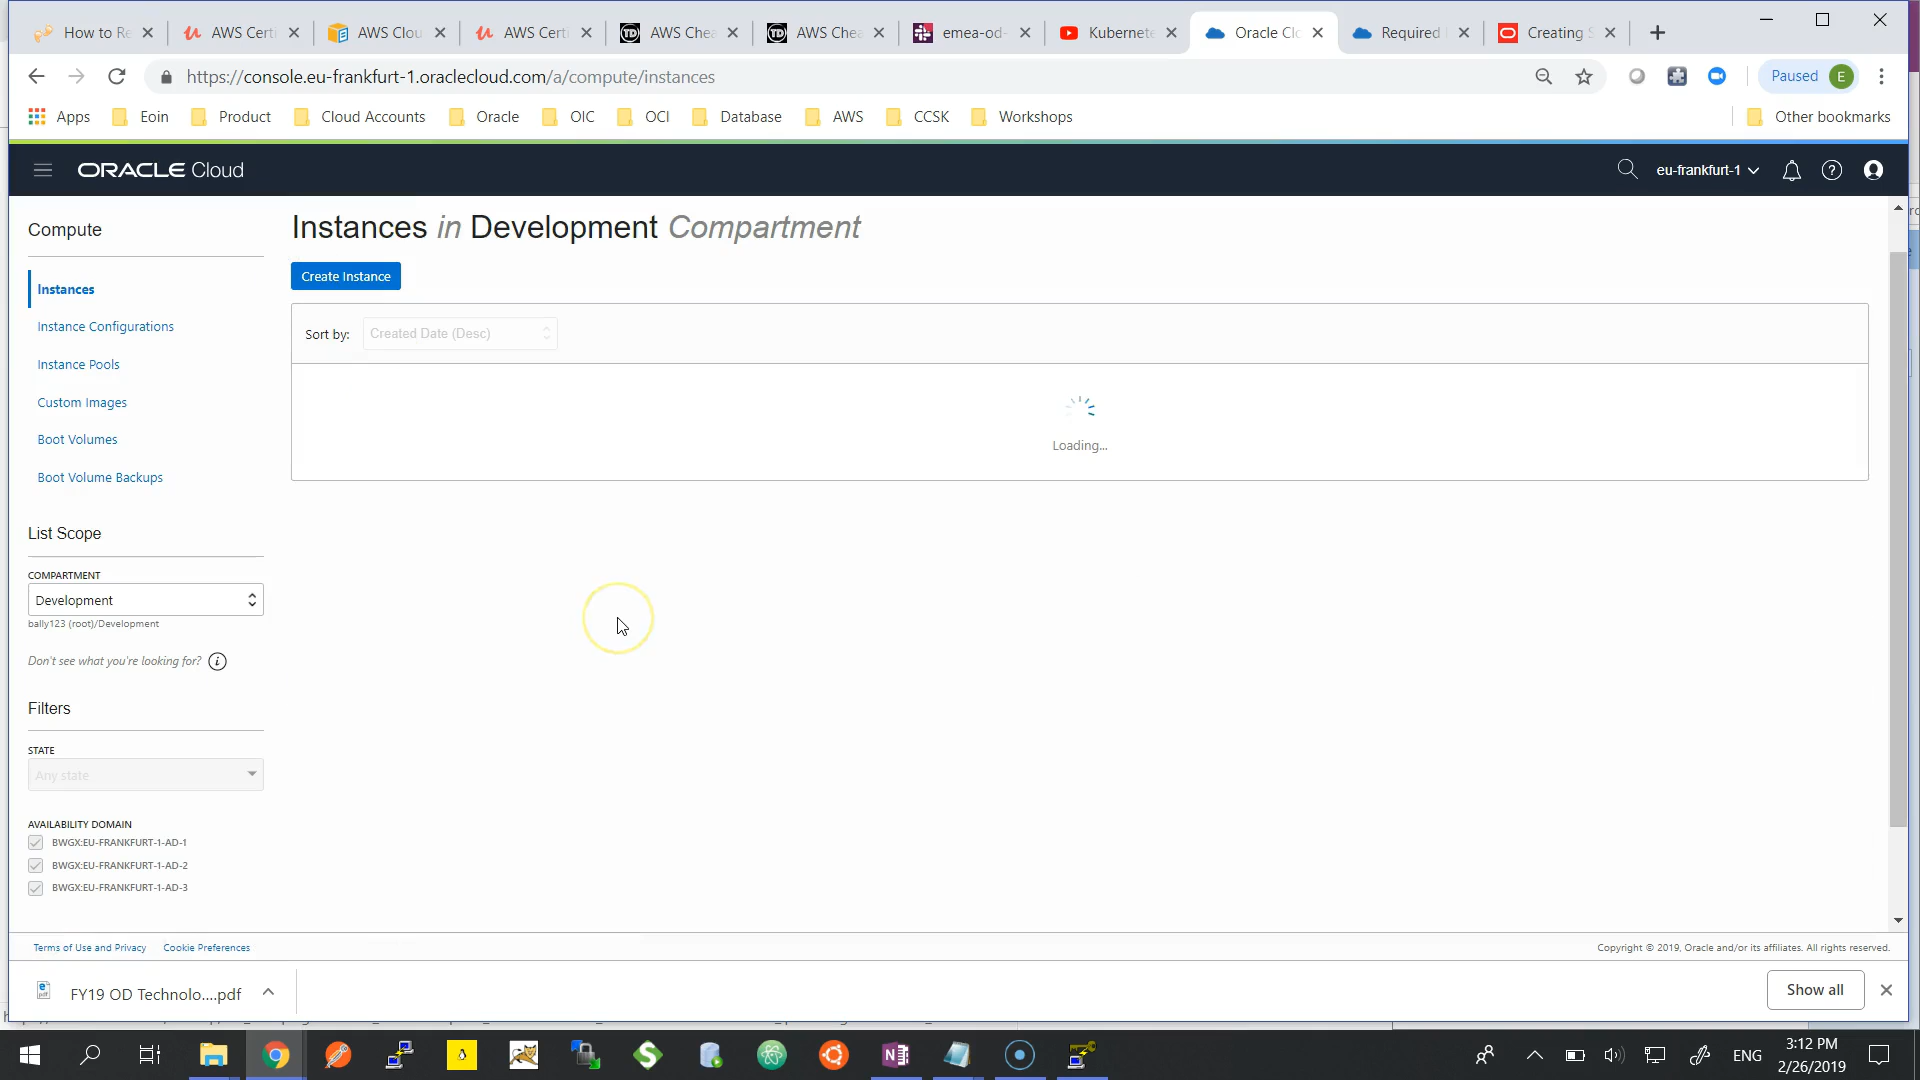 How to Re
AWS Certi
AWS Clou
AWS Certi
AWS Chea
AWS Chea
emea-od-
Kubernete
Oracle Clo
Required
Creating S
https://console.eu-frankfurt-1.oraclecloud.com/a/compute/instances
Paused E
Apps
Eoin
Product
Cloud Accounts
Oracle
OIC
OCI
Database
AWS
CCSK
Workshops
Other bookmarks
ORACLE Cloud
eu-frankfurt-1
Compute
Instances
Instance Configurations
Instance Pools
Custom Images
Boot Volumes
Boot Volume Backups
List Scope
COMPARTMENT
Development
bally123 (root)/Development
Don't see what you're looking for?
Filters
STATE
Any state
AVAILABILITY DOMAIN
BWGX:EU-FRANKFURT-1-AD-1
BWGX:EU-FRANKFURT-1-AD-2
BWGX:EU-FRANKFURT-1-AD-3
Instances in Development Compartment
Create Instance
Sort by: Created Date (Desc)
Loading...
Terms of Use and Privacy
Cookie Preferences
Copyright © 2019, Oracle and/or its affiliates. All rights reserved.
FY19 OD Technolo....pdf
Show all
ENG
3:12 PM
2/26/2019